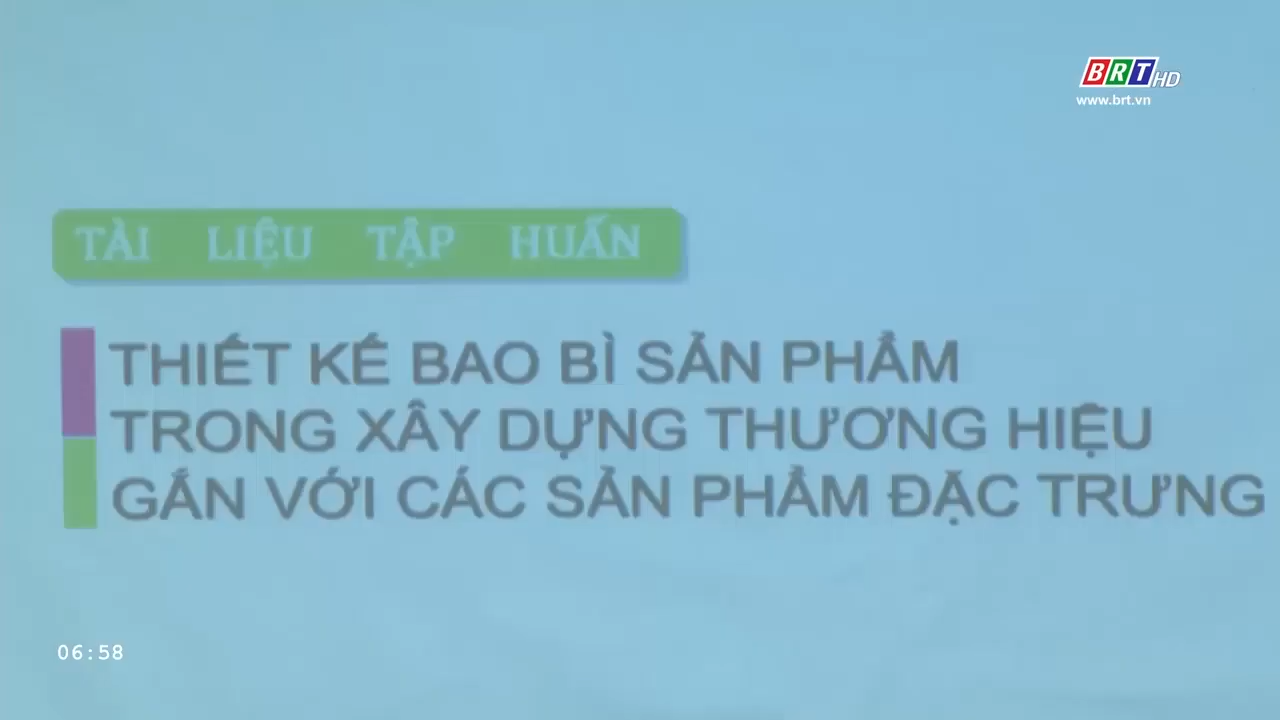 BRT HD
www.brt.vn
TÀI LIỆU TẬP HUẤN
THIẾT KẾ BAO BÌ SẢN PHẨM
TRONG XÂY DỰNG THƯƠNG HIỆU
GẮN VỚI CÁC SẢN PHẨM ĐẶC TRƯNG
06:58